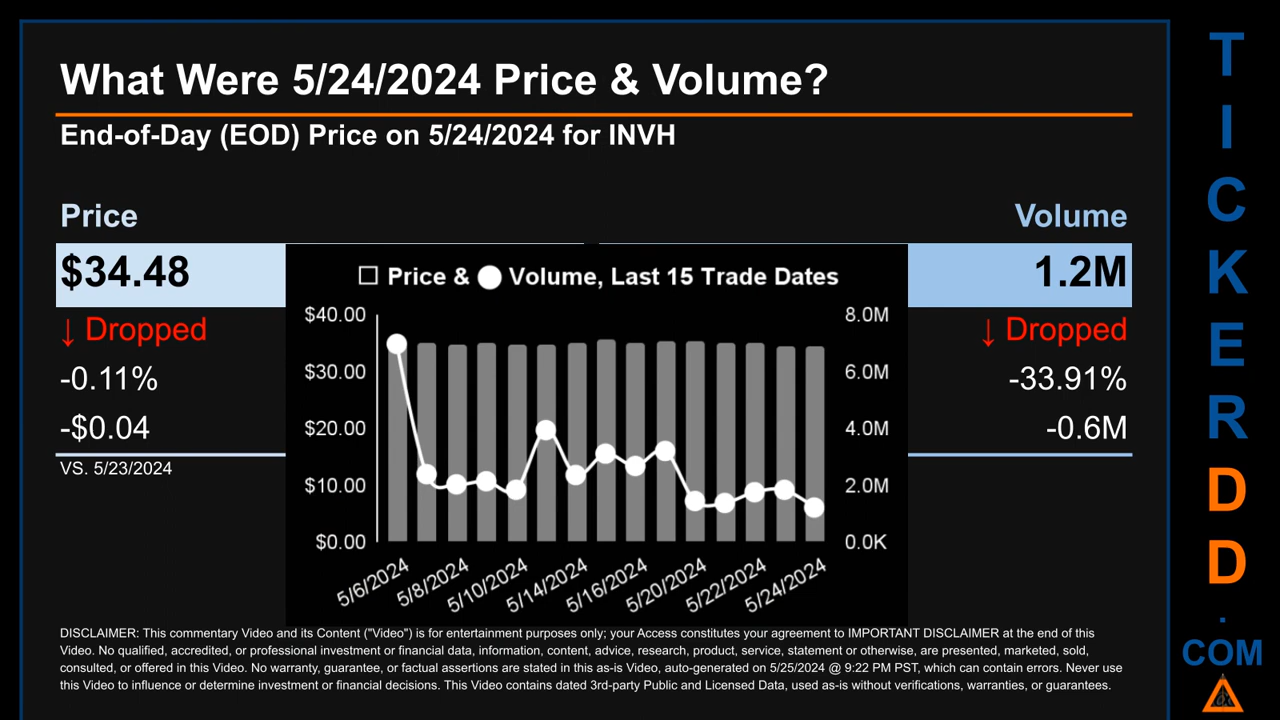 What Were 5/24/2024 Price & Volume?
End-of-Day (EOD) Price on 5/24/2024 for INVH
Price
Volume
$34.48
1.2M
↓ Dropped
↓ Dropped
-0.11%
-33.91%
-$0.04
-0.6M
VS. 5/23/2024
Price & Volume, Last 15 Trade Dates
$40.00
$30.00
$20.00
$10.00
$0.00
8.0M
6.0M
4.0M
2.0M
0.0K
5/6/2024
5/8/2024
5/10/2024
5/14/2024
5/16/2024
5/20/2024
5/22/2024
5/24/2024
DISCLAIMER: This commentary Video and its Content ("Video") is for entertainment purposes only; your Access constitutes your agreement to IMPORTANT DISCLAIMER at the end of this
Video. No qualified, accredited, or professional investment or financial data, information, content, advice, research, product, service, statement or otherwise, are presented, marketed, sold,
consulted, or offered in this Video. No warranty, guarantee, or factual assertions are stated in this as-is Video, auto-generated on 5/25/2024 @ 9:22 PM PST, which can contain errors. Never use
this Video to influence or determine investment or financial decisions. This Video contains dated 3rd-party Public and Licensed Data, used as-is without verifications, warranties, or guarantees.
T
I
C
K
E
R
D
D
.
COM